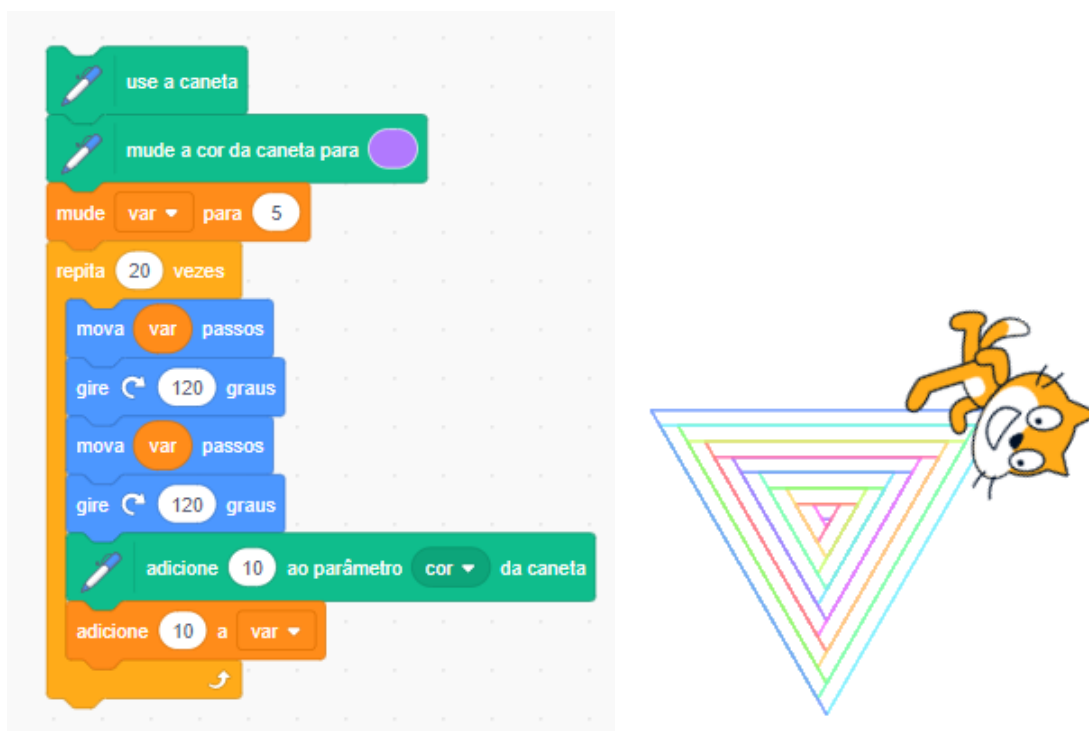 use a caneta
mude a cor da caneta para
mude var para 5
repita 20 vezes
mova var passos
gire 120 graus
mova var passos
gire 120 graus
adicione 10 ao parâmetro cor da caneta
adicione 10 a var